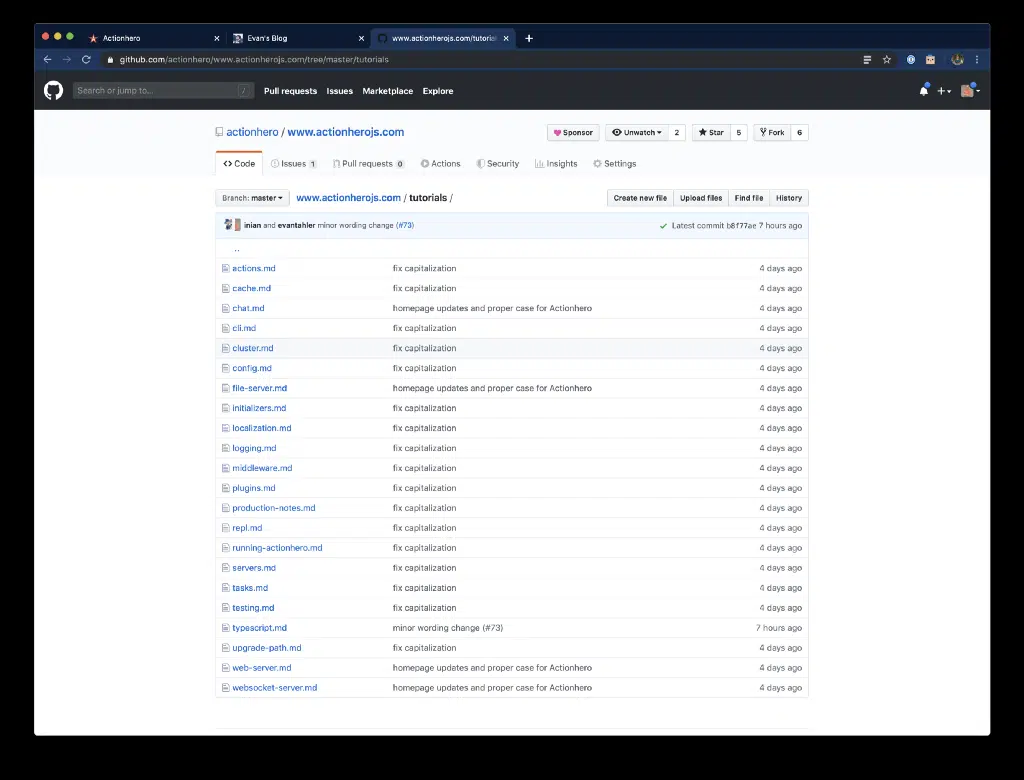 Actionhero
Evan's Blog
www.actionherojs.com/tutorial
github.com/actionhero/www.actionherojs.com/tree/master/tutorials
Search or jump to... /
Pull requests Issues Marketplace Explore
actionhero / www.actionherojs.com
Sponsor Unwatch 2 Star 5 Fork 6
Code Issues 1 Pull requests 0 Actions Security Insights Settings
Branch: master www.actionherojs.com / tutorials / Create new file Upload files Find file History
inian and evantahler minor wording change (#73) Latest commit b8f77ae 7 hours ago
..
actions.md fix capitalization 4 days ago
cache.md fix capitalization 4 days ago
chat.md homepage updates and proper case for Actionhero 4 days ago
cli.md fix capitalization 4 days ago
cluster.md fix capitalization 4 days ago
config.md fix capitalization 4 days ago
file-server.md homepage updates and proper case for Actionhero 4 days ago
initializers.md fix capitalization 4 days ago
localization.md fix capitalization 4 days ago
logging.md fix capitalization 4 days ago
middleware.md fix capitalization 4 days ago
plugins.md fix capitalization 4 days ago
production-notes.md fix capitalization 4 days ago
repl.md fix capitalization 4 days ago
running-actionhero.md fix capitalization 4 days ago
servers.md fix capitalization 4 days ago
tasks.md fix capitalization 4 days ago
testing.md fix capitalization 4 days ago
typescript.md minor wording change (#73) 7 hours ago
upgrade-path.md fix capitalization 4 days ago
web-server.md homepage updates and proper case for Actionhero 4 days ago
websocket-server.md homepage updates and proper case for Actionhero 4 days ago